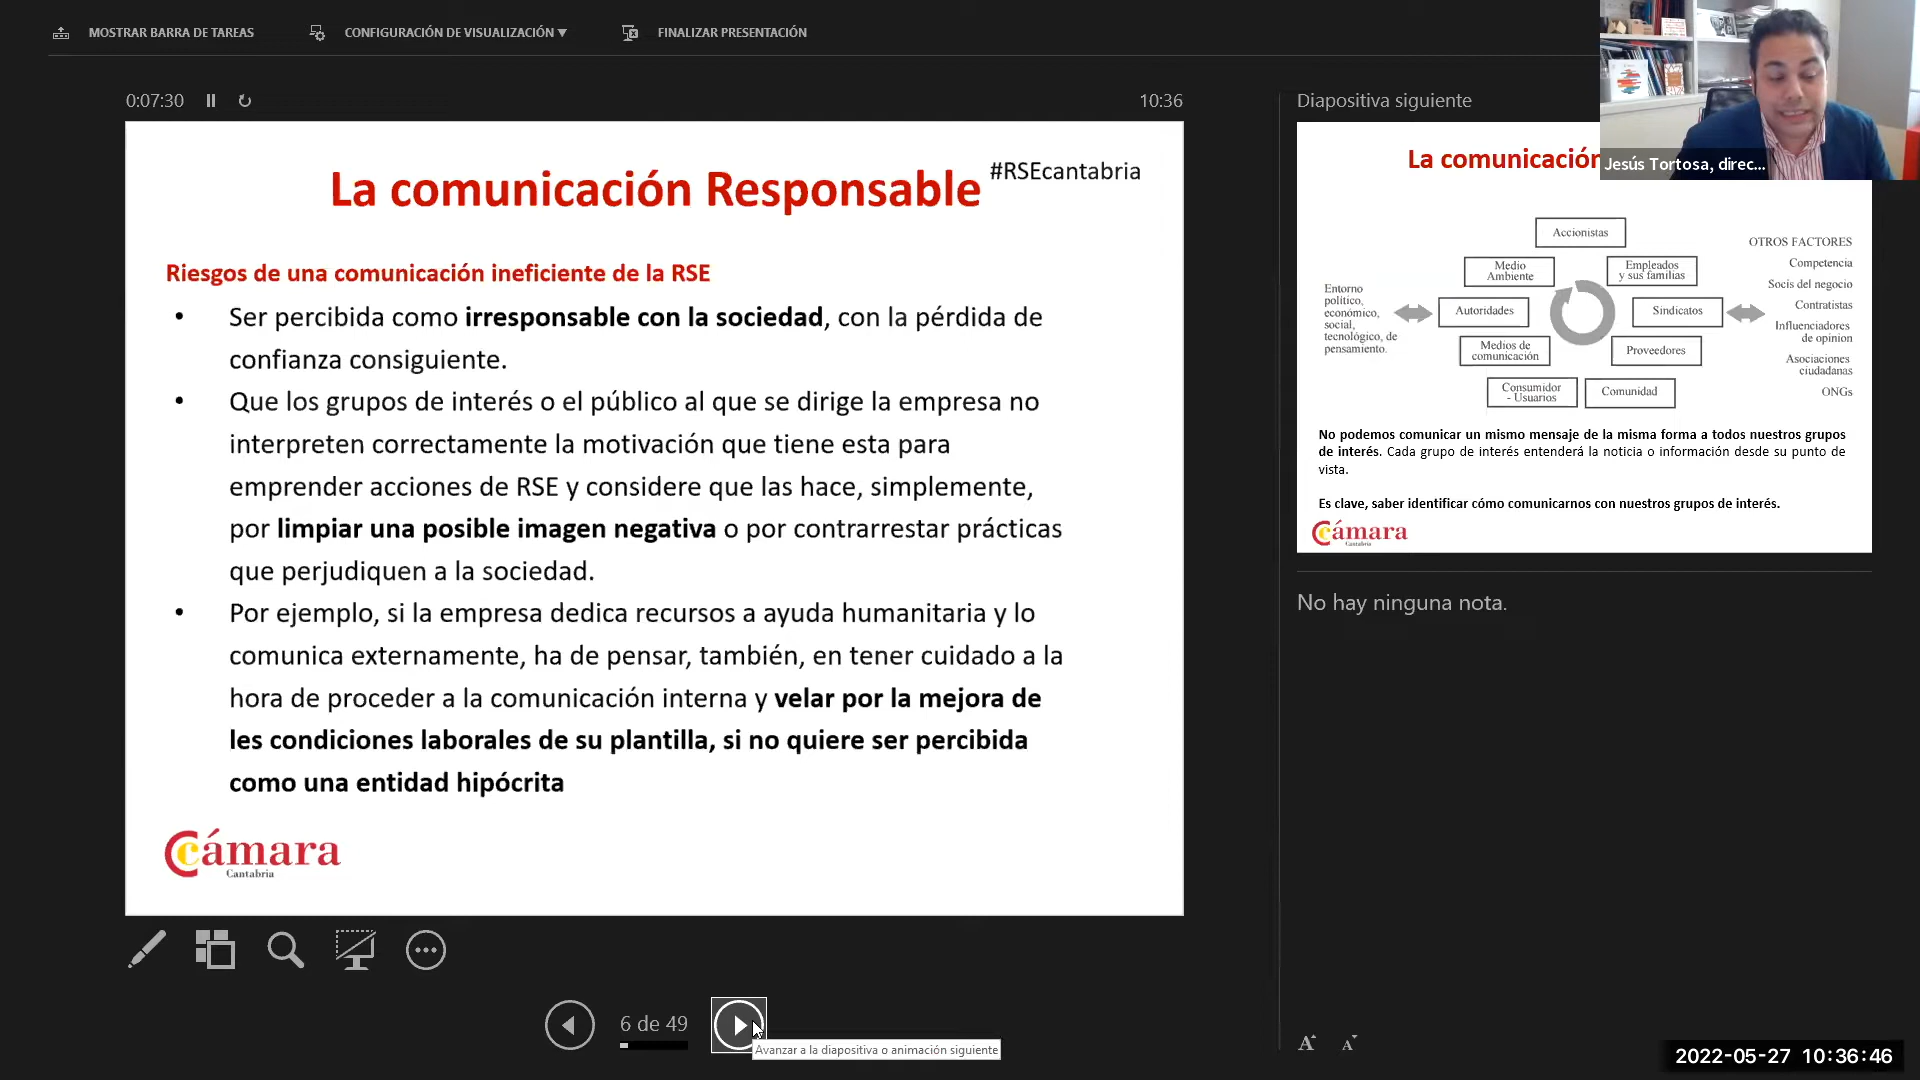 MOSTRAR BARRA DE TAREAS
CONFIGURACIÓN DE VISUALIZACIÓN ▼
FINALIZAR PRESENTACIÓN
0:07:30
10:36
La comunicación Responsable
#RSEcantabria
Riesgos de una comunicación ineficiente de la RSE
• Ser percibida como irresponsable con la sociedad, con la pérdida de
confianza consiguiente.
• Que los grupos de interés o el público al que se dirige la empresa no
interpreten correctamente la motivación que tiene esta para
emprender acciones de RSE y considere que las hace, simplemente,
por limpiar una posible imagen negativa o por contrarrestar prácticas
que perjudiquen a la sociedad.
• Por ejemplo, si la empresa dedica recursos a ayuda humanitaria y lo
comunica externamente, ha de pensar, también, en tener cuidado a la
hora de proceder a la comunicación interna y velar por la mejora de
les condiciones laborales de su plantilla, si no quiere ser percibida
como una entidad hipócrita
Cámara
Cantabria
6 de 49
Avanzar a la diapositiva o animación siguiente
Diapositiva siguiente
Jesús Tortosa, direc...
La comunicación
Accionistas
Medio
Ambiente
Empleados
y sus familias
Autoridades
Sindicatos
Medios de
comunicación
Proveedores
Consumidor
- Usuarios
Comunidad
Entorno
político,
económico,
social,
tecnológico, de
pensamiento.
OTROS FACTORES
Competencia
Socis del negocio
Contratistas
Influenciadores
de opinion
Asociaciones
ciudadanas
ONGs
No podemos comunicar un mismo mensaje de la misma forma a todos nuestros grupos
de interés. Cada grupo de interés entenderá la noticia o información desde su punto de
vista.
Es clave, saber identificar cómo comunicarnos con nuestros grupos de interés.
Cámara
Cantabria
No hay ninguna nota.
A A
2022-05-27 10:36:46